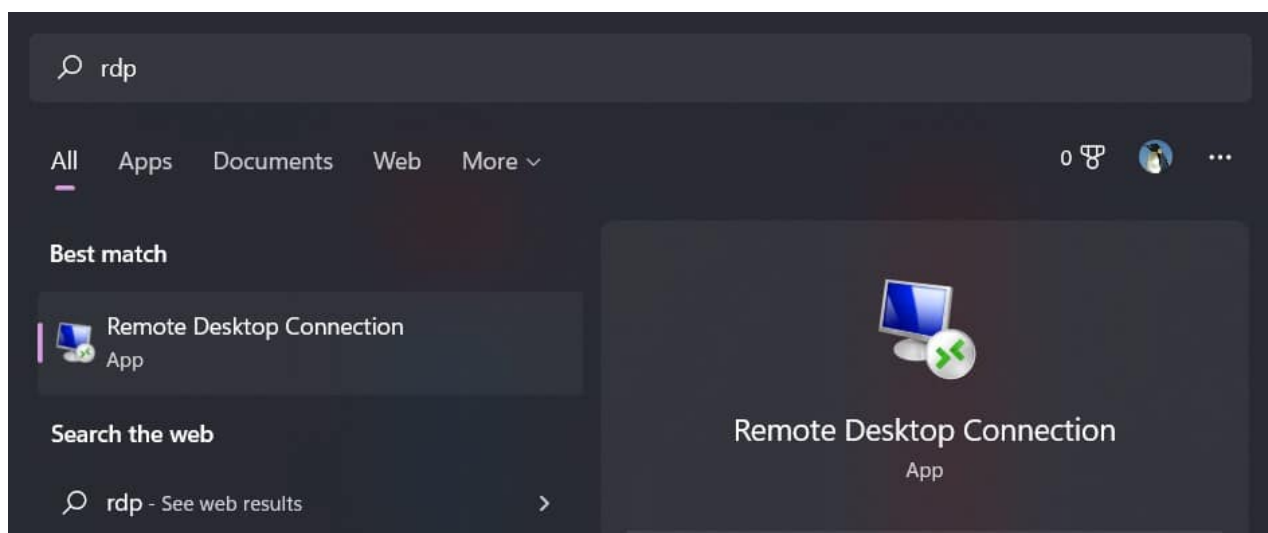 rdp
All Apps Documents Web More
0
Best match
Remote Desktop Connection
App
Search the web
rdp - See web results
Remote Desktop Connection
App